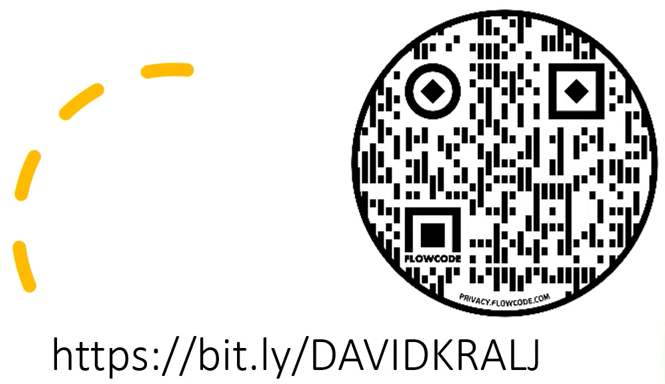 FLOWCODE
PRIVACY.FLOWCODE.COM
https://bit.ly/DAVIDKRALJ